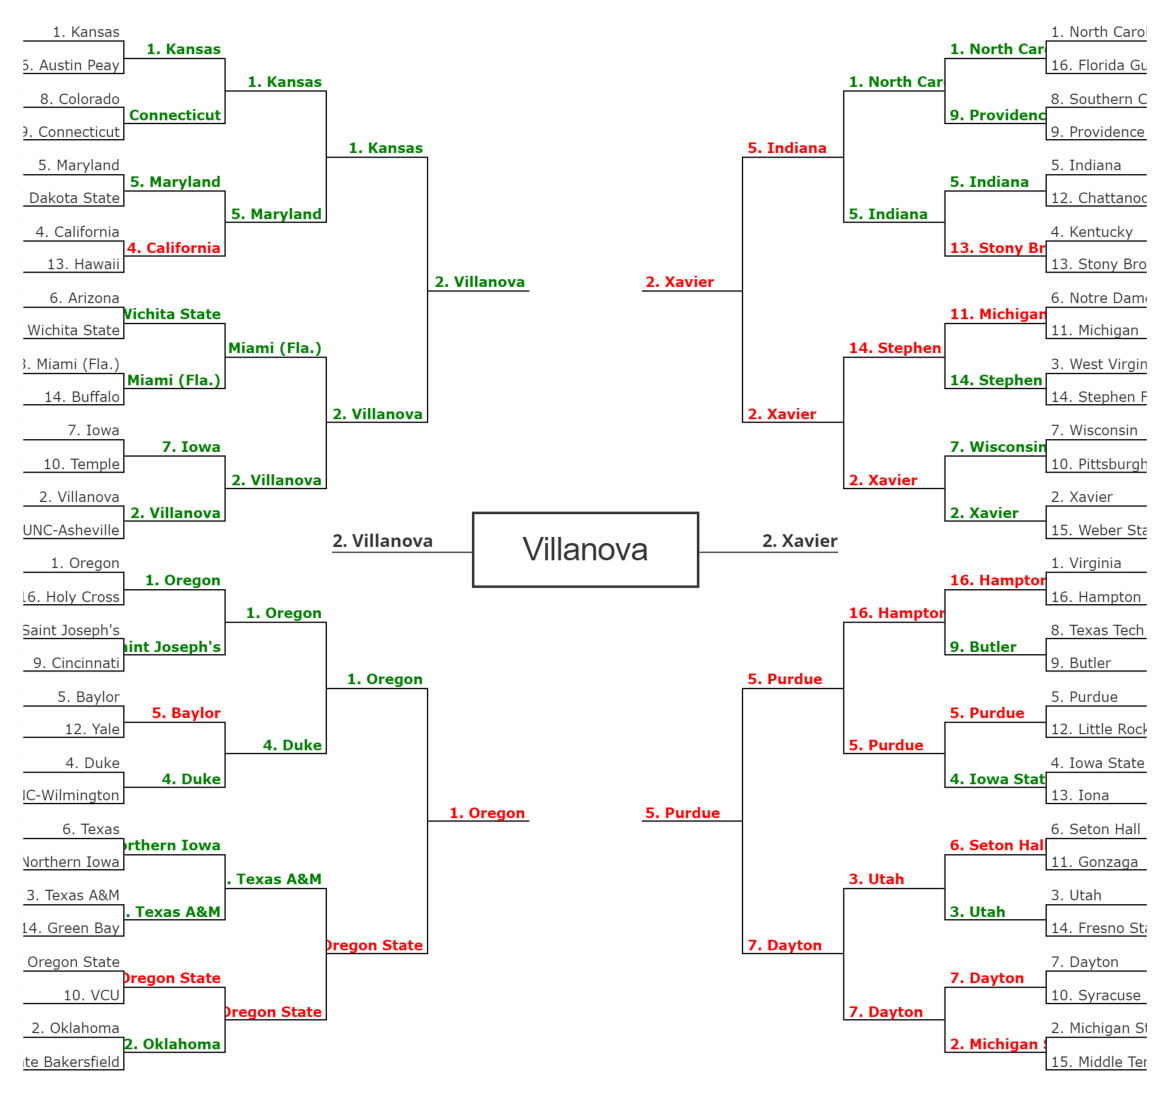 1. Kansas
6. Austin Peay
8. Colorado
9. Connecticut
5. Maryland
Dakota State
4. California
13. Hawaii
6. Arizona
Wichita State
3. Miami (Fla.)
14. Buffalo
7. Iowa
10. Temple
2. Villanova
UNC-Asheville
1. Oregon
16. Holy Cross
Saint Joseph's
9. Cincinnati
5. Baylor
12. Yale
4. Duke
NC-Wilmington
6. Texas
Northern Iowa
3. Texas A&M
14. Green Bay
Oregon State
10. VCU
2. Oklahoma
te Bakersfield
1. Kansas
Connecticut
5. Maryland
4. California
Wichita State
Miami (Fla.)
7. Iowa
2. Villanova
1. Oregon
aint Joseph's
5. Baylor
4. Duke
orthern Iowa
. Texas A&M
Oregon State
2. Oklahoma
1. Kansas
5. Maryland
Miami (Fla.)
2. Villanova
1. Oregon
4. Duke
. Texas A&M
Oregon State
1. Kansas
2. Villanova
1. Oregon
Oregon State
2. Villanova
1. Oregon
2. Villanova
Villanova
2. Xavier
2. Xavier
5. Purdue
5. Indiana
2. Xavier
5. Purdue
7. Dayton
1. North Car
5. Indiana
14. Stephen
2. Xavier
16. Hampton
5. Purdue
3. Utah
7. Dayton
1. North Car
9. Providenc
5. Indiana
13. Stony Br
11. Michigan
14. Stephen
7. Wisconsin
2. Xavier
16. Hampton
9. Butler
5. Purdue
4. Iowa Stat
6. Seton Hal
3. Utah
7. Dayton
2. Michigan S
1. North Carol
16. Florida Gu
8. Southern C
9. Providence
5. Indiana
12. Chattanoo
4. Kentucky
13. Stony Bro
6. Notre Dame
11. Michigan
3. West Virgin
14. Stephen F
7. Wisconsin
10. Pittsburgh
2. Xavier
15. Weber Sta
1. Virginia
16. Hampton
8. Texas Tech
9. Butler
5. Purdue
12. Little Rock
4. Iowa State
13. Iona
6. Seton Hall
11. Gonzaga
3. Utah
14. Fresno Sta
7. Dayton
10. Syracuse
2. Michigan St
15. Middle Ten